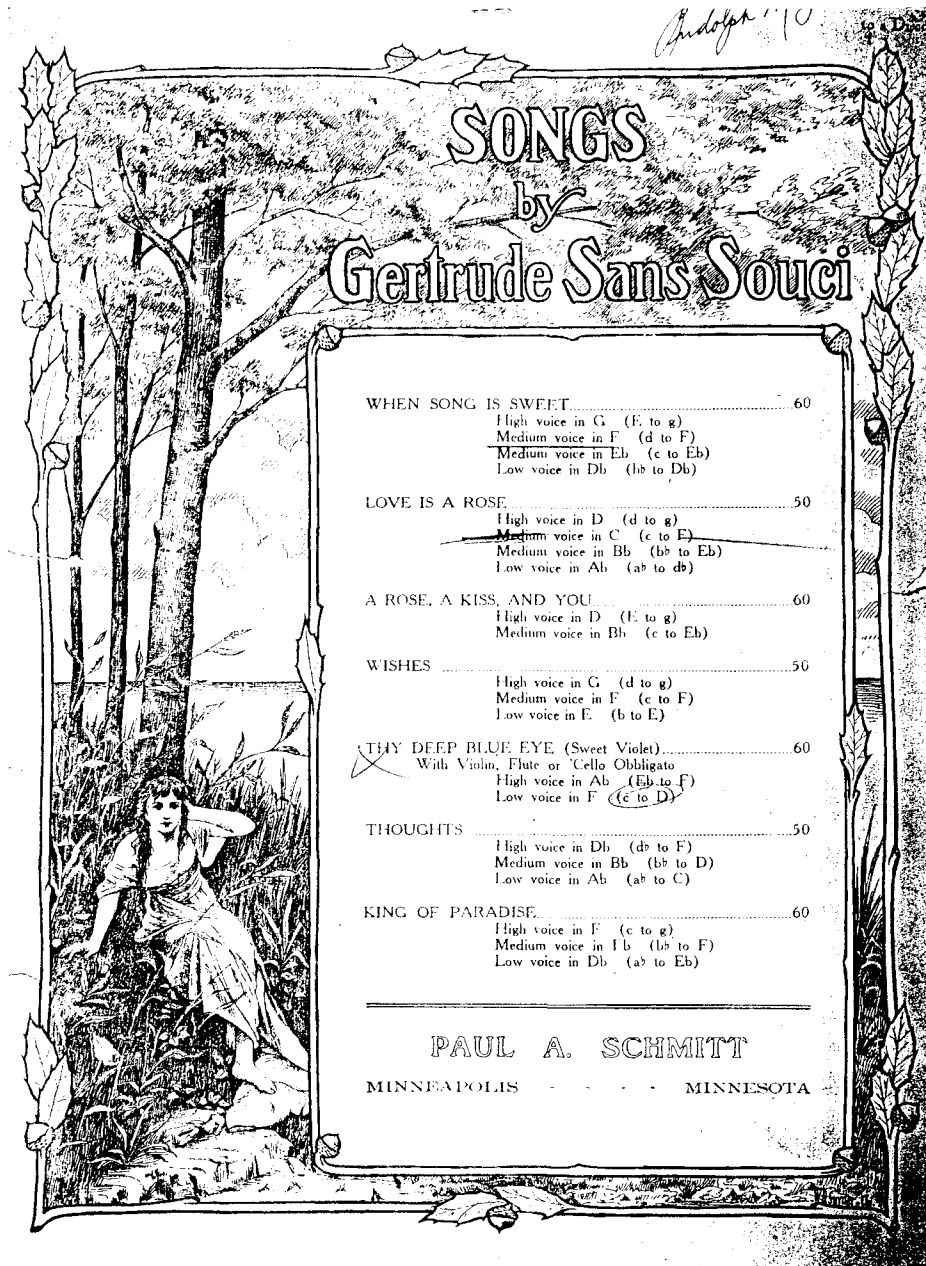 Rudolph
to D
SONGS
by
Gertrude Sans Souci
WHEN SONG IS SWEET 60
High voice in G (E to g)
Medium voice in F (d to F)
Medium voice in Eb (c to Eb)
Low voice in Db (bb to Db)
LOVE IS A ROSE 50
High voice in D (d to g)
Medium voice in C (c to F)
Medium voice in Bb (bb to Eb)
Low voice in Ab (ab to db)
A ROSE, A KISS, AND YOU 60
High voice in D (E to g)
Medium voice in Bb (c to Eb)
WISHES 50
High voice in G (d to g)
Medium voice in F (c to F)
Low voice in E (b to E)
THY DEEP BLUE EYE (Sweet Violet) 60
With Violin, Flute or 'Cello Obbligato
High voice in Ab (Eb to F)
Low voice in F (c to D)
THOUGHTS 50
High voice in Db (db to F)
Medium voice in Bb (bb to D)
Low voice in Ab (ab to C)
KING OF PARADISE 60
High voice in F (c to g)
Medium voice in Eb (bb to F)
Low voice in Db (ab to Eb)
PAUL A. SCHMITT
MINNEAPOLIS - - - - MINNESOTA